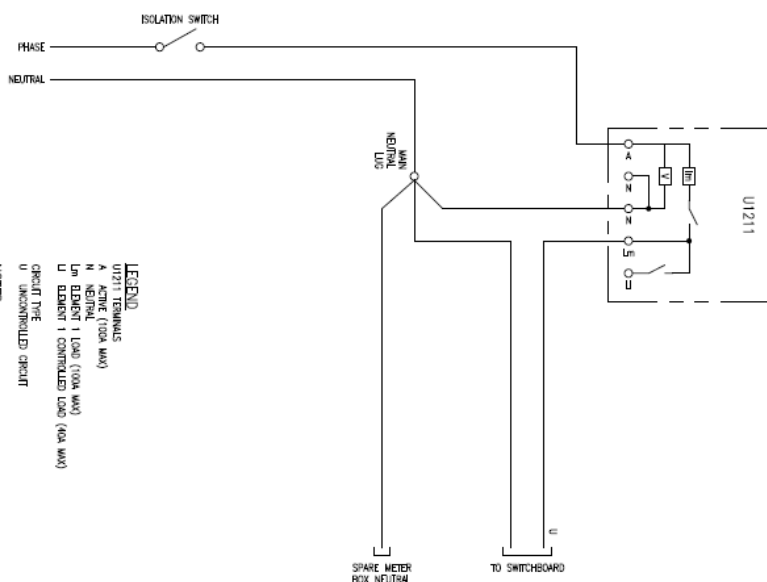 ISOLATION SWITCH
PHASE
NEUTRAL
MAIN
NEUTRAL
LUG
A
N
N
Lm
LI
V
Im
U1211
LEGEND
U1211 TERMINALS
A ACTIVE (100A MAX)
N NEUTRAL
Lm ELEMENT 1 LOAD (100A MAX)
LI ELEMENT 1 CONTROLLED LOAD (40A MAX)
CIRCUIT TYPE
U UNCONTROLLED CIRCUIT
U
SPARE METER
BOX NEUTRAL
TO SWITCHBOARD